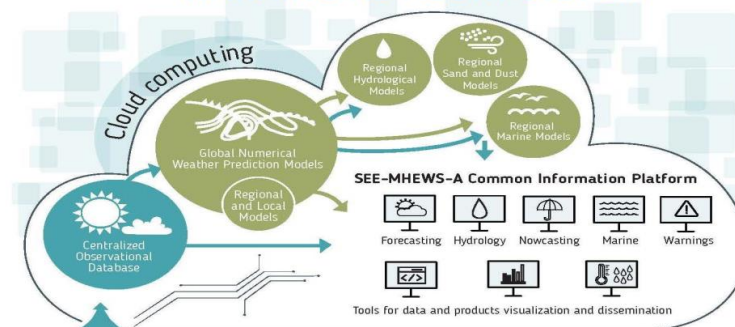 Cloud computing
Regional
Hydrological
Models
Regional
Sand and Dust
Models
Regional
Marine Models
Global Numerical
Weather Prediction Models
Regional
and Local
Models
Centralized
Observational
Database
SEE-MHEWS-A Common Information Platform
Forecasting Hydrology Nowcasting Marine Warnings
</>
Tools for data and products visualization and dissemination